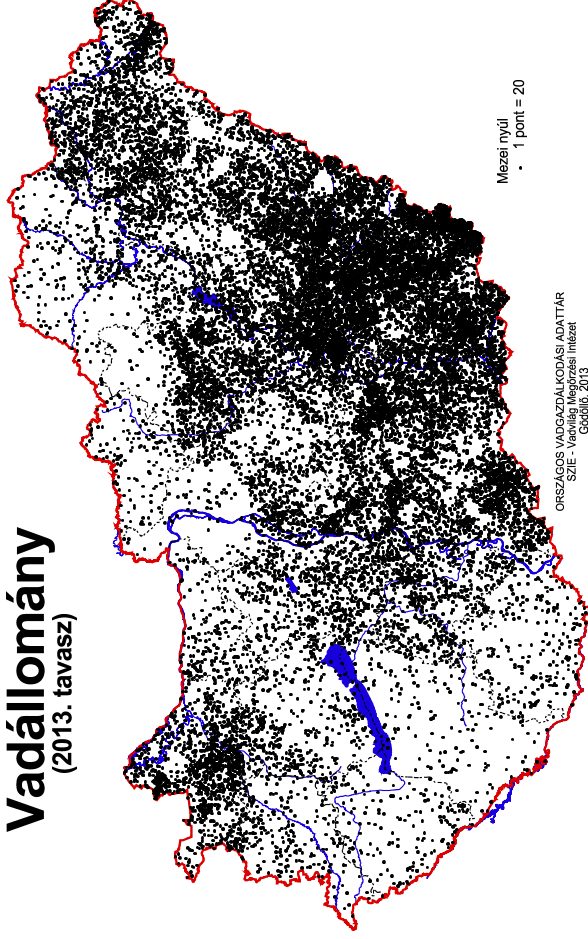 Vadállomány
(2013. tavasz)
Mezei nyúl
1 pont = 20
ORSZÁGOS VADGAZDÁLKODÁSI ADATTÁR
SZIE - Vadvilág Megőrzési Intézet
Gödöllő, 2013